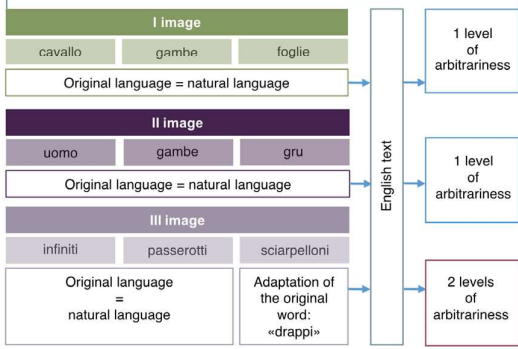 I image
cavallo gambe foglie
Original language = natural language
II image
uomo gambe gru
Original language = natural language
III image
infiniti passerotti sciarpelloni
Original language
=
natural language
Adaptation of
the original
word:
«drappi»
English text
1 level
of
arbitrariness
1 level
of
arbitrariness
2 levels
of
arbitrariness